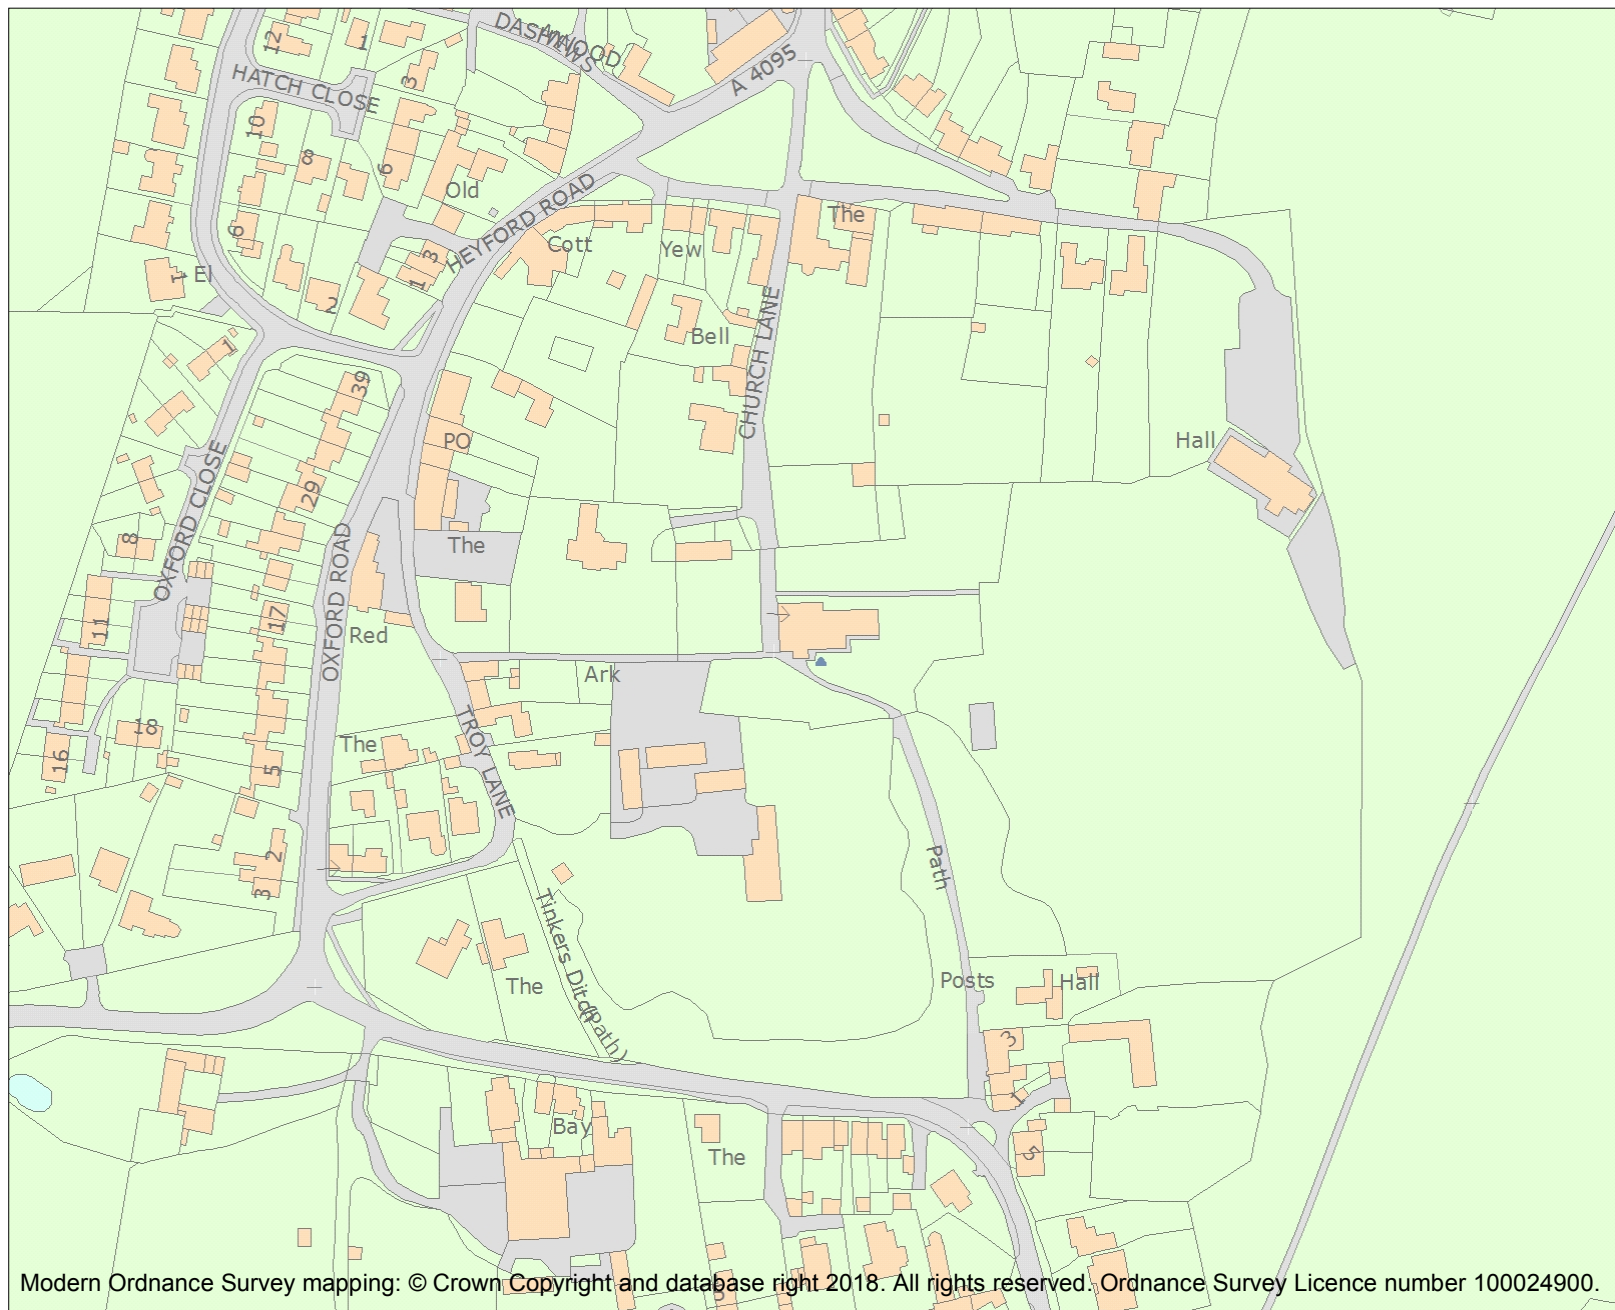 DASHWOOD
MEWS
A 4095
12
1
HATCH CLOSE
3
10
8
6
Old
HEYFORD ROAD
The
Cott
Yew
6
3
1
El
1
2
CHURCH LANE
Bell
1
39
PO
Hall
OXFORD CLOSE
29
OXFORD ROAD
8
The
11
17
Red
Ark
TROY LANE
18
The
16
5
2
3
Path
Tinkers Ditch
(Path)
The
Posts
Hall
3
1
Bay
The
5
3
Modern Ordnance Survey mapping: © Crown Copyright and database right 2018. All rights reserved. Ordnance Survey Licence number 100024900.